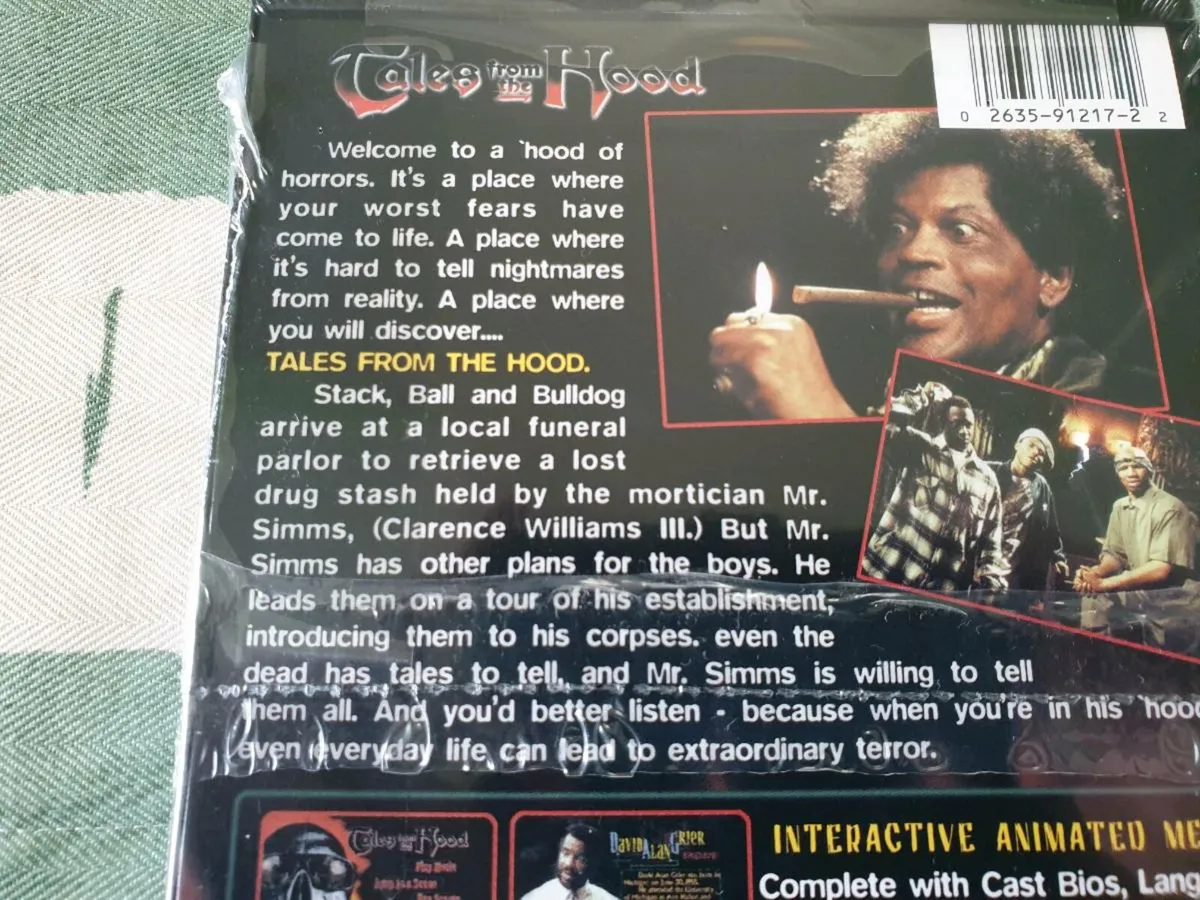 Tales from the Hood
0 2635-91217-2 2
Welcome to a `hood of
horrors. It's a place where
your worst fears have
come to life. A place where
it's hard to tell nightmares
from reality. A place where
you will discover....
TALES FROM THE HOOD.
Stack, Ball and Bulldog
arrive at a local funeral
parlor to retrieve a lost
drug stash held by the mortician Mr.
Simms, (Clarence Williams III.) But Mr.
Simms has other plans for the boys. He
leads them on a tour of his establishment,
introducing them to his corpses. even the
dead has tales to tell, and Mr. Simms is willing to tell
them all. And you'd better listen - because when you're in his 'hood
even everyday life can lead to extraordinary terror.
Tales from the Hood
Play Movie
Jump to a Scene
David Alan Grier
INTERACTIVE ANIMATED ME
Complete with Cast Bios, Lang